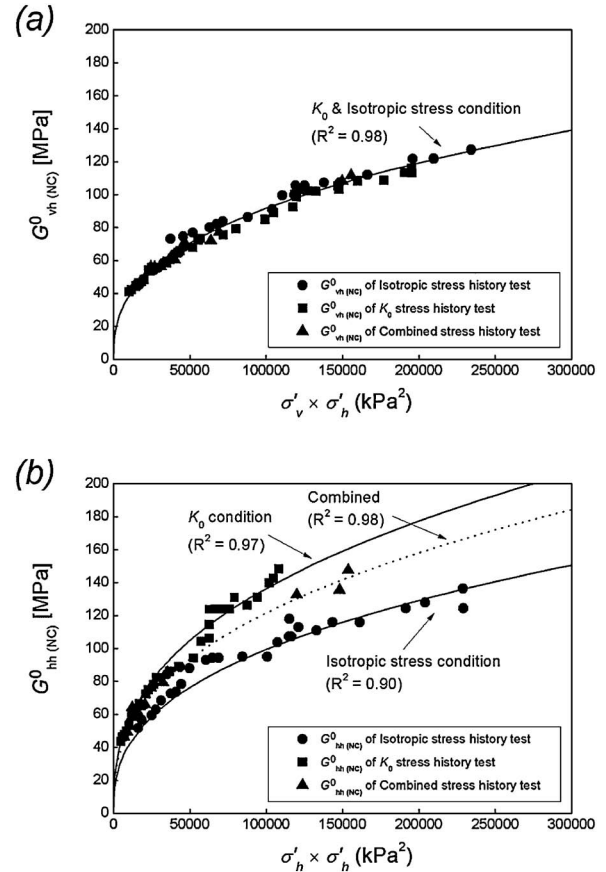 (a)
200
180
160
140
120
100
80
60
40
20
0
G⁰vh (NC) [MPa]
K₀ & Isotropic stress condition
(R² = 0.98)
G⁰vh (NC) of Isotropic stress history test
G⁰vh (NC) of K₀ stress history test
G⁰vh (NC) of Combined stress history test
0 50000 100000 150000 200000 250000 300000
σ′v × σ′h (kPa²)
(b)
200
180
160
140
120
100
80
60
40
20
0
G⁰hh (NC) [MPa]
K₀ condition
(R² = 0.97)
Combined
(R² = 0.98)
Isotropic stress condition
(R² = 0.90)
G⁰hh (NC) of Isotropic stress history test
G⁰hh (NC) of K₀ stress history test
G⁰hh (NC) of Combined stress history test
0 50000 100000 150000 200000 250000 300000
σ′h × σ′h (kPa²)